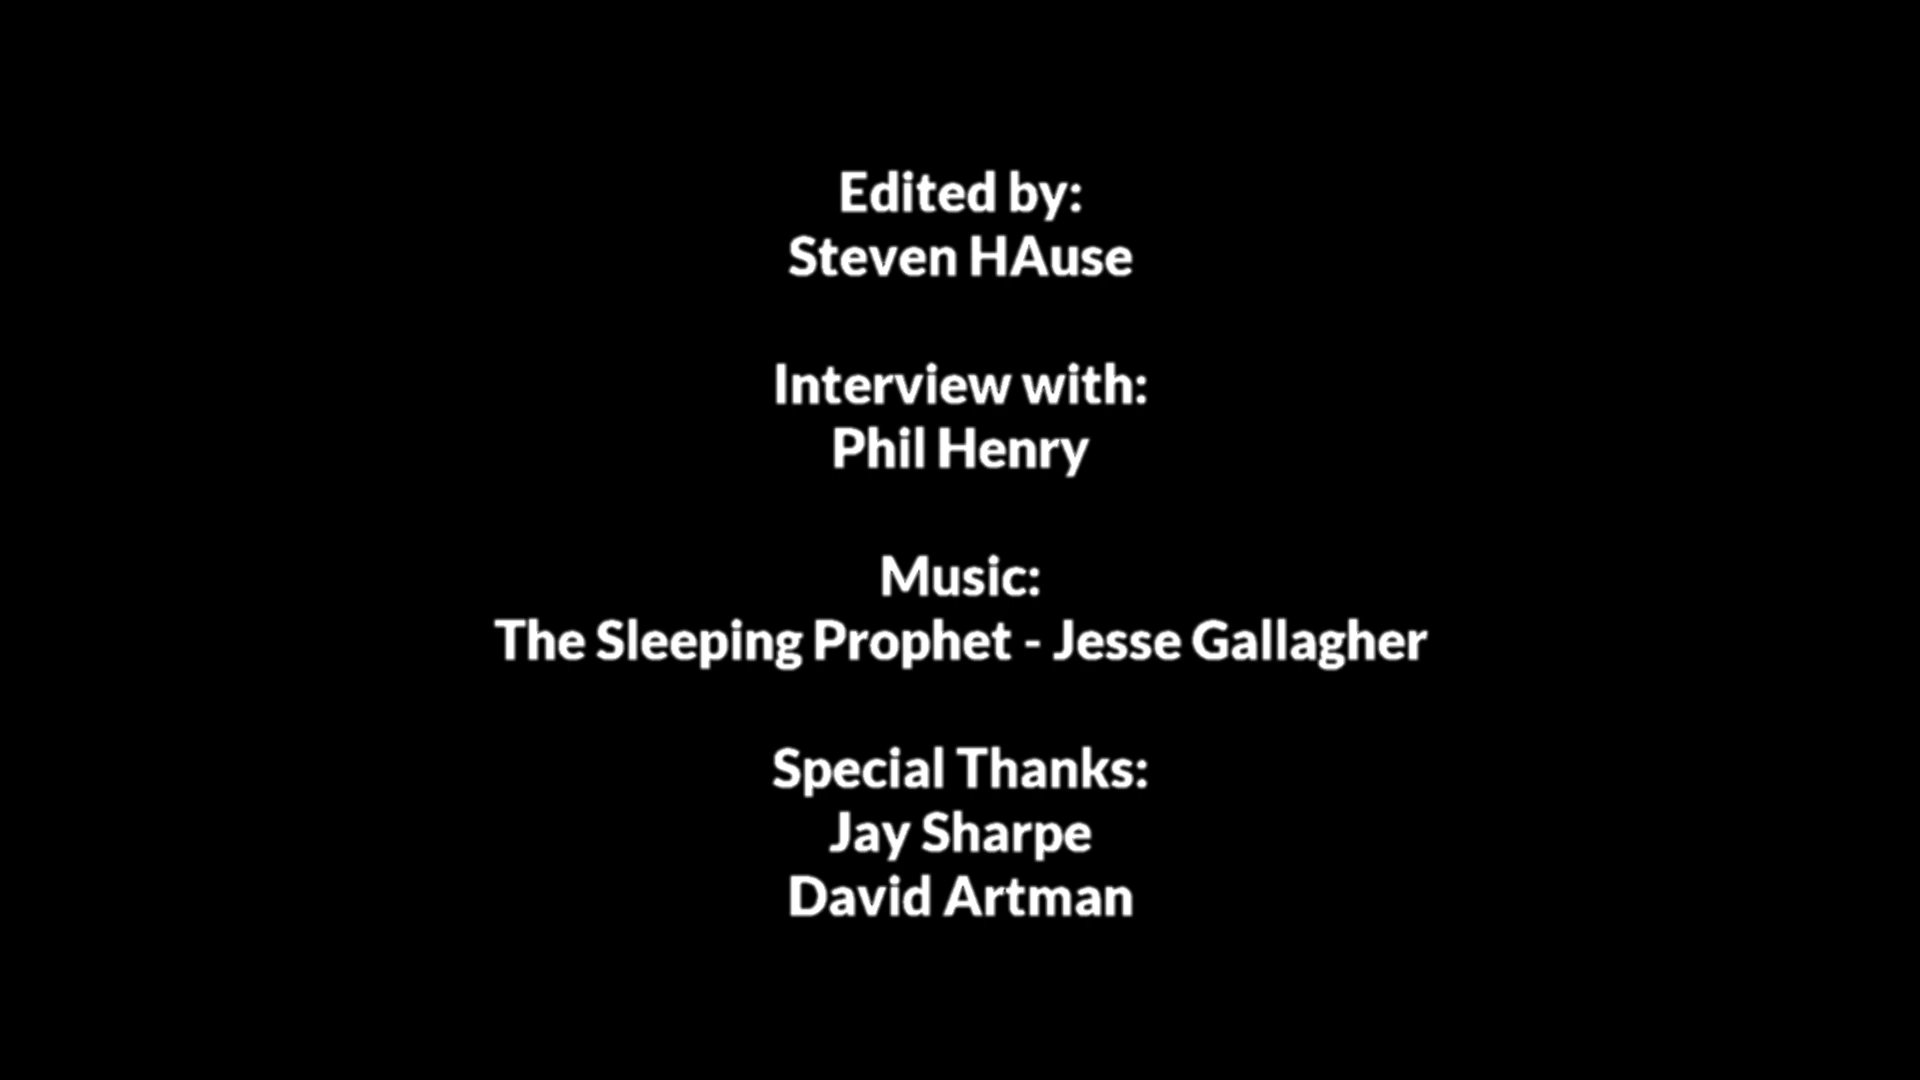 Edited by:
Steven HAuse
Interview with:
Phil Henry
Music:
The Sleeping Prophet - Jesse Gallagher
Special Thanks:
Jay Sharpe
David Artman